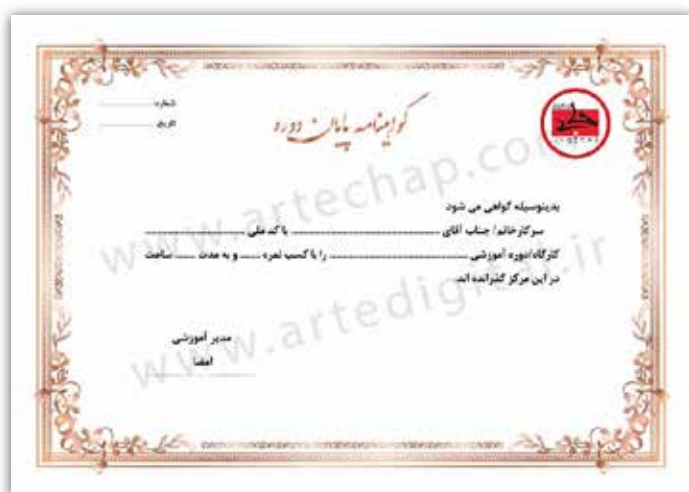 شماره ....................
تاریخ ....................
گواهینامه پایان دوره
بدینوسیله گواهی می شود
سرکار خانم/ جناب آقای .................................................. با کد ملی ..................................
کارگاه/دوره آموزشی .................................................. را با کسب نمره ....... و به مدت ....... ساعت
در این مرکز گذرانده اند.
مدیر آموزشی
امضا
www.artechap.com
www.artedigital.ir